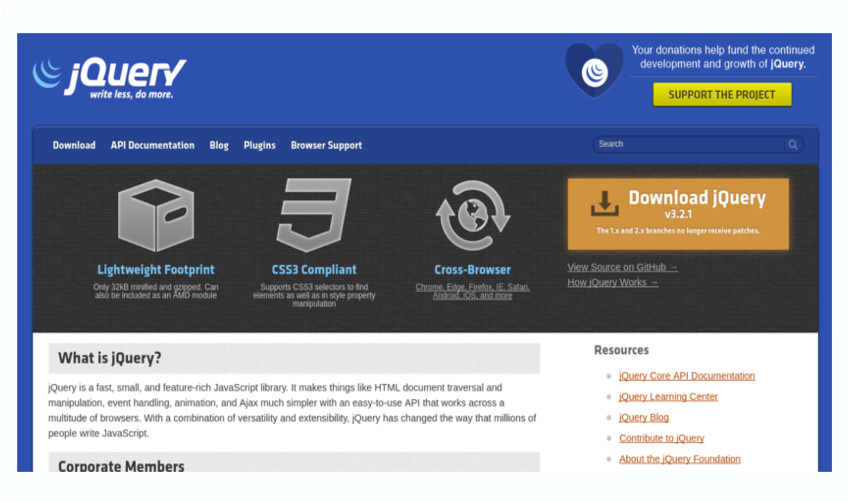 jQuery
write less, do more.
Your donations help fund the continued
development and growth of jQuery.
SUPPORT THE PROJECT
Download API Documentation Blog Plugins Browser Support
Search
Lightweight Footprint
Only 32kB minified and gzipped. Can
also be included as an AMD module
CSS3 Compliant
Supports CSS3 selectors to find
elements as well as in style property
manipulation
Cross-Browser
Chrome, Edge, Firefox, IE, Safari,
Android, iOS, and more
Download jQuery
v3.2.1
The 1.x and 2.x branches no longer receive patches.
View Source on GitHub →
How jQuery Works →
What is jQuery?
jQuery is a fast, small, and feature-rich JavaScript library. It makes things like HTML document traversal and
manipulation, event handling, animation, and Ajax much simpler with an easy-to-use API that works across a
multitude of browsers. With a combination of versatility and extensibility, jQuery has changed the way that millions of
people write JavaScript.
Corporate Members
Resources
jQuery Core API Documentation
jQuery Learning Center
jQuery Blog
Contribute to jQuery
About the jQuery Foundation